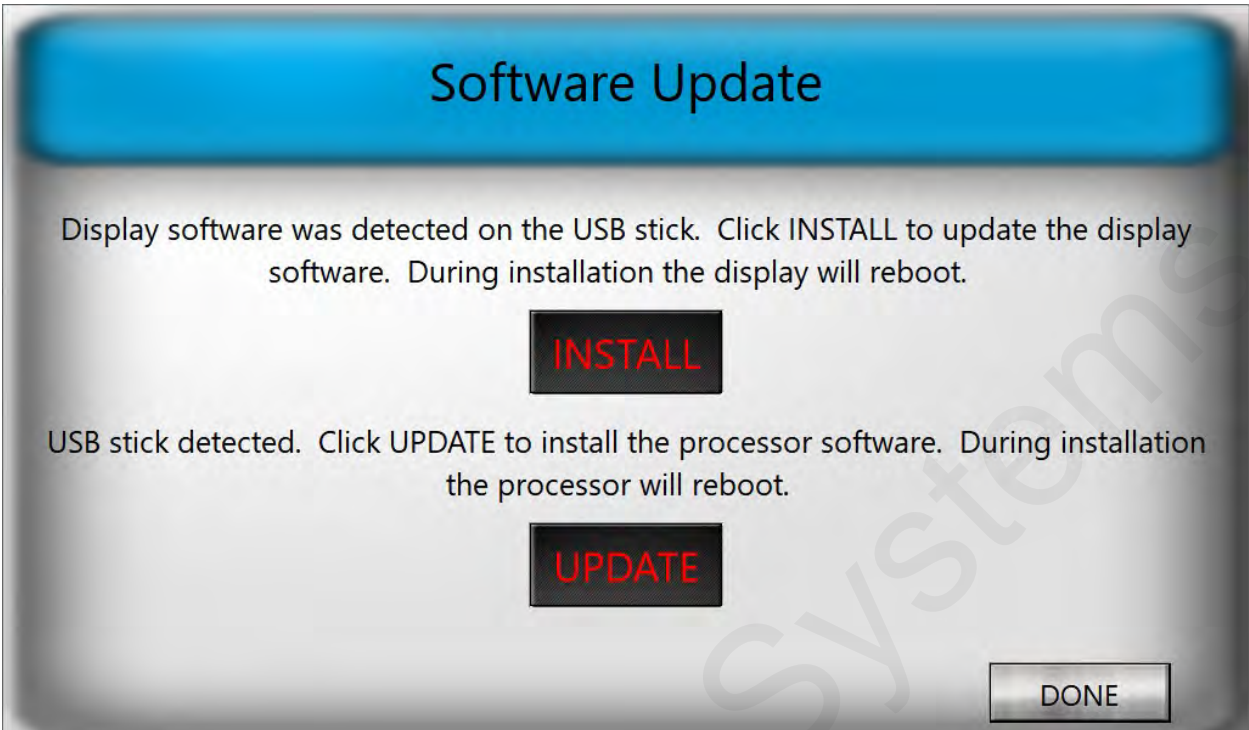 Software Update
Display software was detected on the USB stick.  Click INSTALL to update the display
software.  During installation the display will reboot.
INSTALL
USB stick detected.  Click UPDATE to install the processor software.  During installation
the processor will reboot.
UPDATE
DONE
Systems